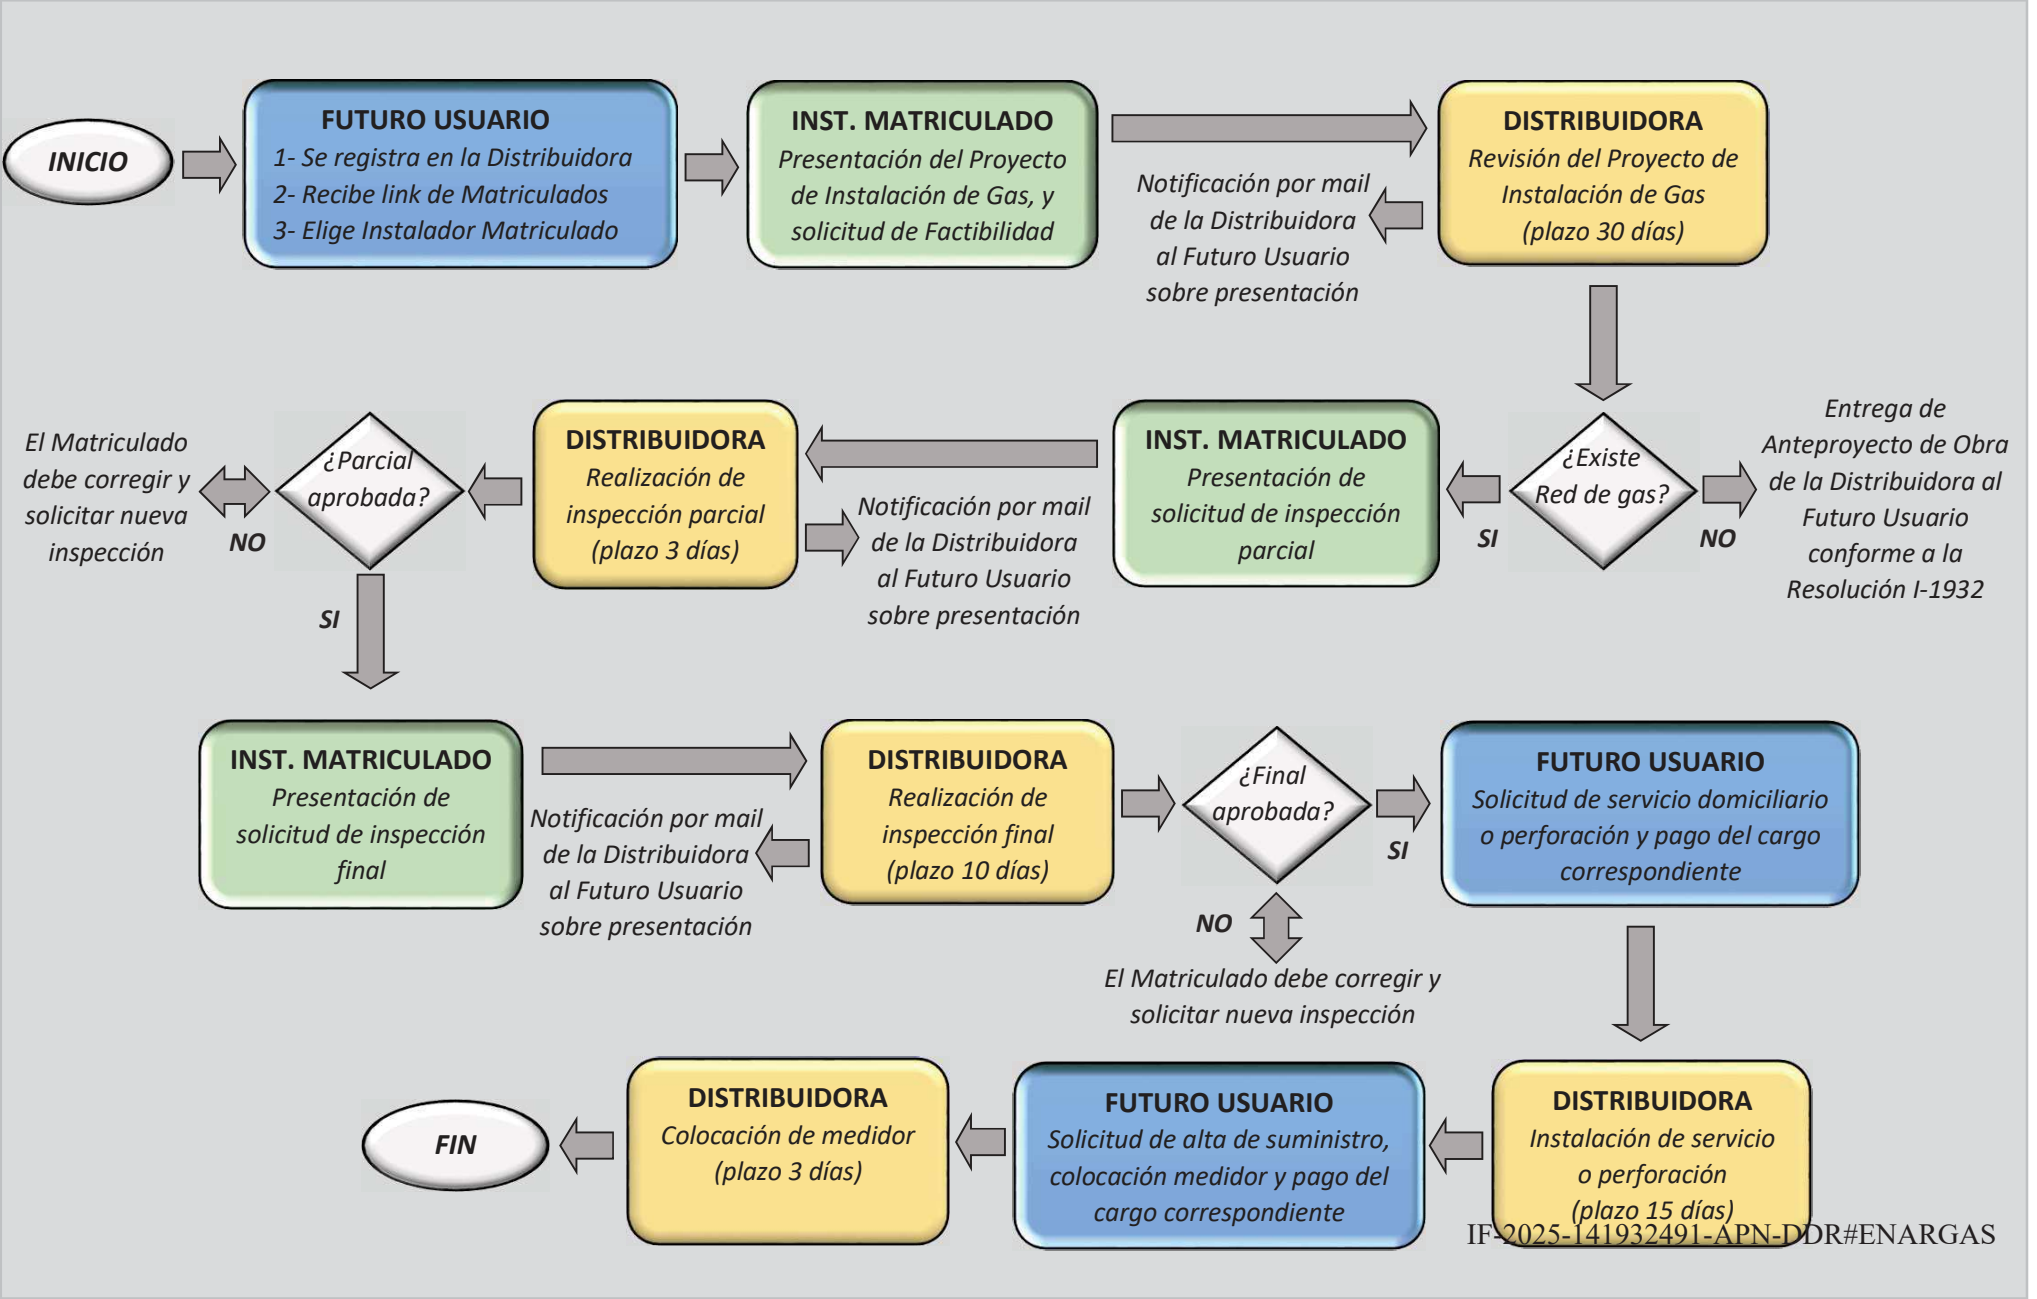 INICIO
FUTURO USUARIO
1- Se registra en la Distribuidora
2- Recibe link de Matriculados
3- Elige Instalador Matriculado
INST. MATRICULADO
Presentación del Proyecto
de Instalación de Gas, y
solicitud de Factibilidad
Notificación por mail
de la Distribuidora
al Futuro Usuario
sobre presentación
DISTRIBUIDORA
Revisión del Proyecto de
Instalación de Gas
(plazo 30 días)
¿Existe
Red de gas?
NO
Entrega de
Anteproyecto de Obra
de la Distribuidora al
Futuro Usuario
conforme a la
Resolución I-1932
SI
INST. MATRICULADO
Presentación de
solicitud de inspección
parcial
Notificación por mail
de la Distribuidora
al Futuro Usuario
sobre presentación
DISTRIBUIDORA
Realización de
inspección parcial
(plazo 3 días)
¿Parcial
aprobada?
NO
El Matriculado
debe corregir y
solicitar nueva
inspección
SI
INST. MATRICULADO
Presentación de
solicitud de inspección
final
Notificación por mail
de la Distribuidora
al Futuro Usuario
sobre presentación
DISTRIBUIDORA
Realización de
inspección final
(plazo 10 días)
¿Final
aprobada?
NO
El Matriculado debe corregir y
solicitar nueva inspección
SI
FUTURO USUARIO
Solicitud de servicio domiciliario
o perforación y pago del cargo
correspondiente
DISTRIBUIDORA
Instalación de servicio
o perforación
(plazo 15 días)
FUTURO USUARIO
Solicitud de alta de suministro,
colocación medidor y pago del
cargo correspondiente
DISTRIBUIDORA
Colocación de medidor
(plazo 3 días)
FIN
IF-2025-141932491-APN-DDR#ENARGAS